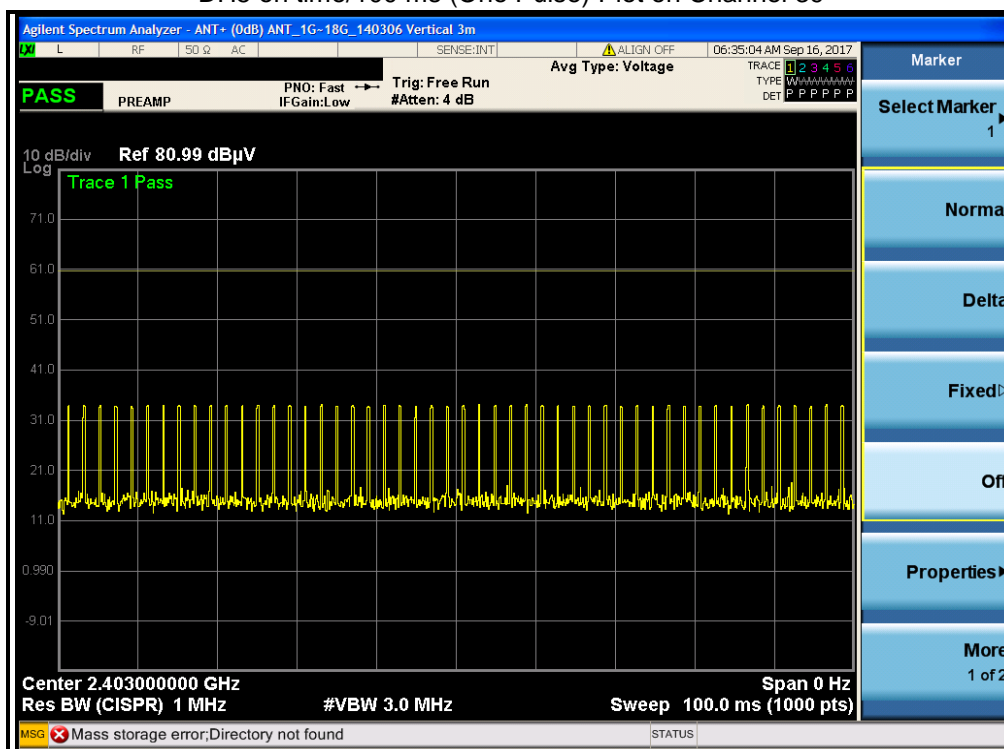 Agilent Spectrum Analyzer - ANT+ (0dB) ANT_1G~18G_140306 Vertical 3m
LXI L RF 50 Ω AC SENSE:INT ALIGN OFF 06:35:04 AM Sep 16, 2017
Avg Type: Voltage
TRACE 1 2 3 4 5 6
TYPE
DET P P P P P P
PASS
PREAMP
PNO: Fast
IFGain:Low
Trig: Free Run
#Atten: 4 dB
10 dB/div
Log
Ref 80.99 dBµV
Trace 1 Pass
71.0
61.0
51.0
41.0
31.0
21.0
11.0
0.990
-9.01
Center 2.403000000 GHz
Span 0 Hz
Res BW (CISPR) 1 MHz
#VBW 3.0 MHz
Sweep 100.0 ms (1000 pts)
MSG Mass storage error;Directory not found
STATUS
Marker
Select Marker
1
Norma
Delta
Fixed
Off
Properties
More
1 of 2